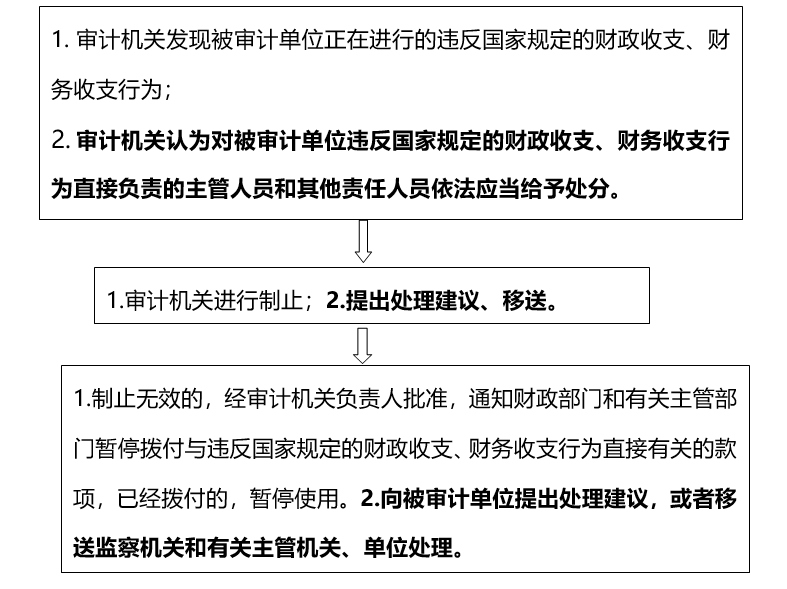 1. 审计机关发现被审计单位正在进行的违反国家规定的财政收支、财
务收支行为；
2. 审计机关认为对被审计单位违反国家规定的财政收支、财务收支行
为直接负责的主管人员和其他责任人员依法应当给予处分。
1.审计机关进行制止；2.提出处理建议、移送。
1.制止无效的，经审计机关负责人批准，通知财政部门和有关主管部
门暂停拨付与违反国家规定的财政收支、财务收支行为直接有关的款
项，已经拨付的，暂停使用。2.向被审计单位提出处理建议，或者移
送监察机关和有关主管机关、单位处理。